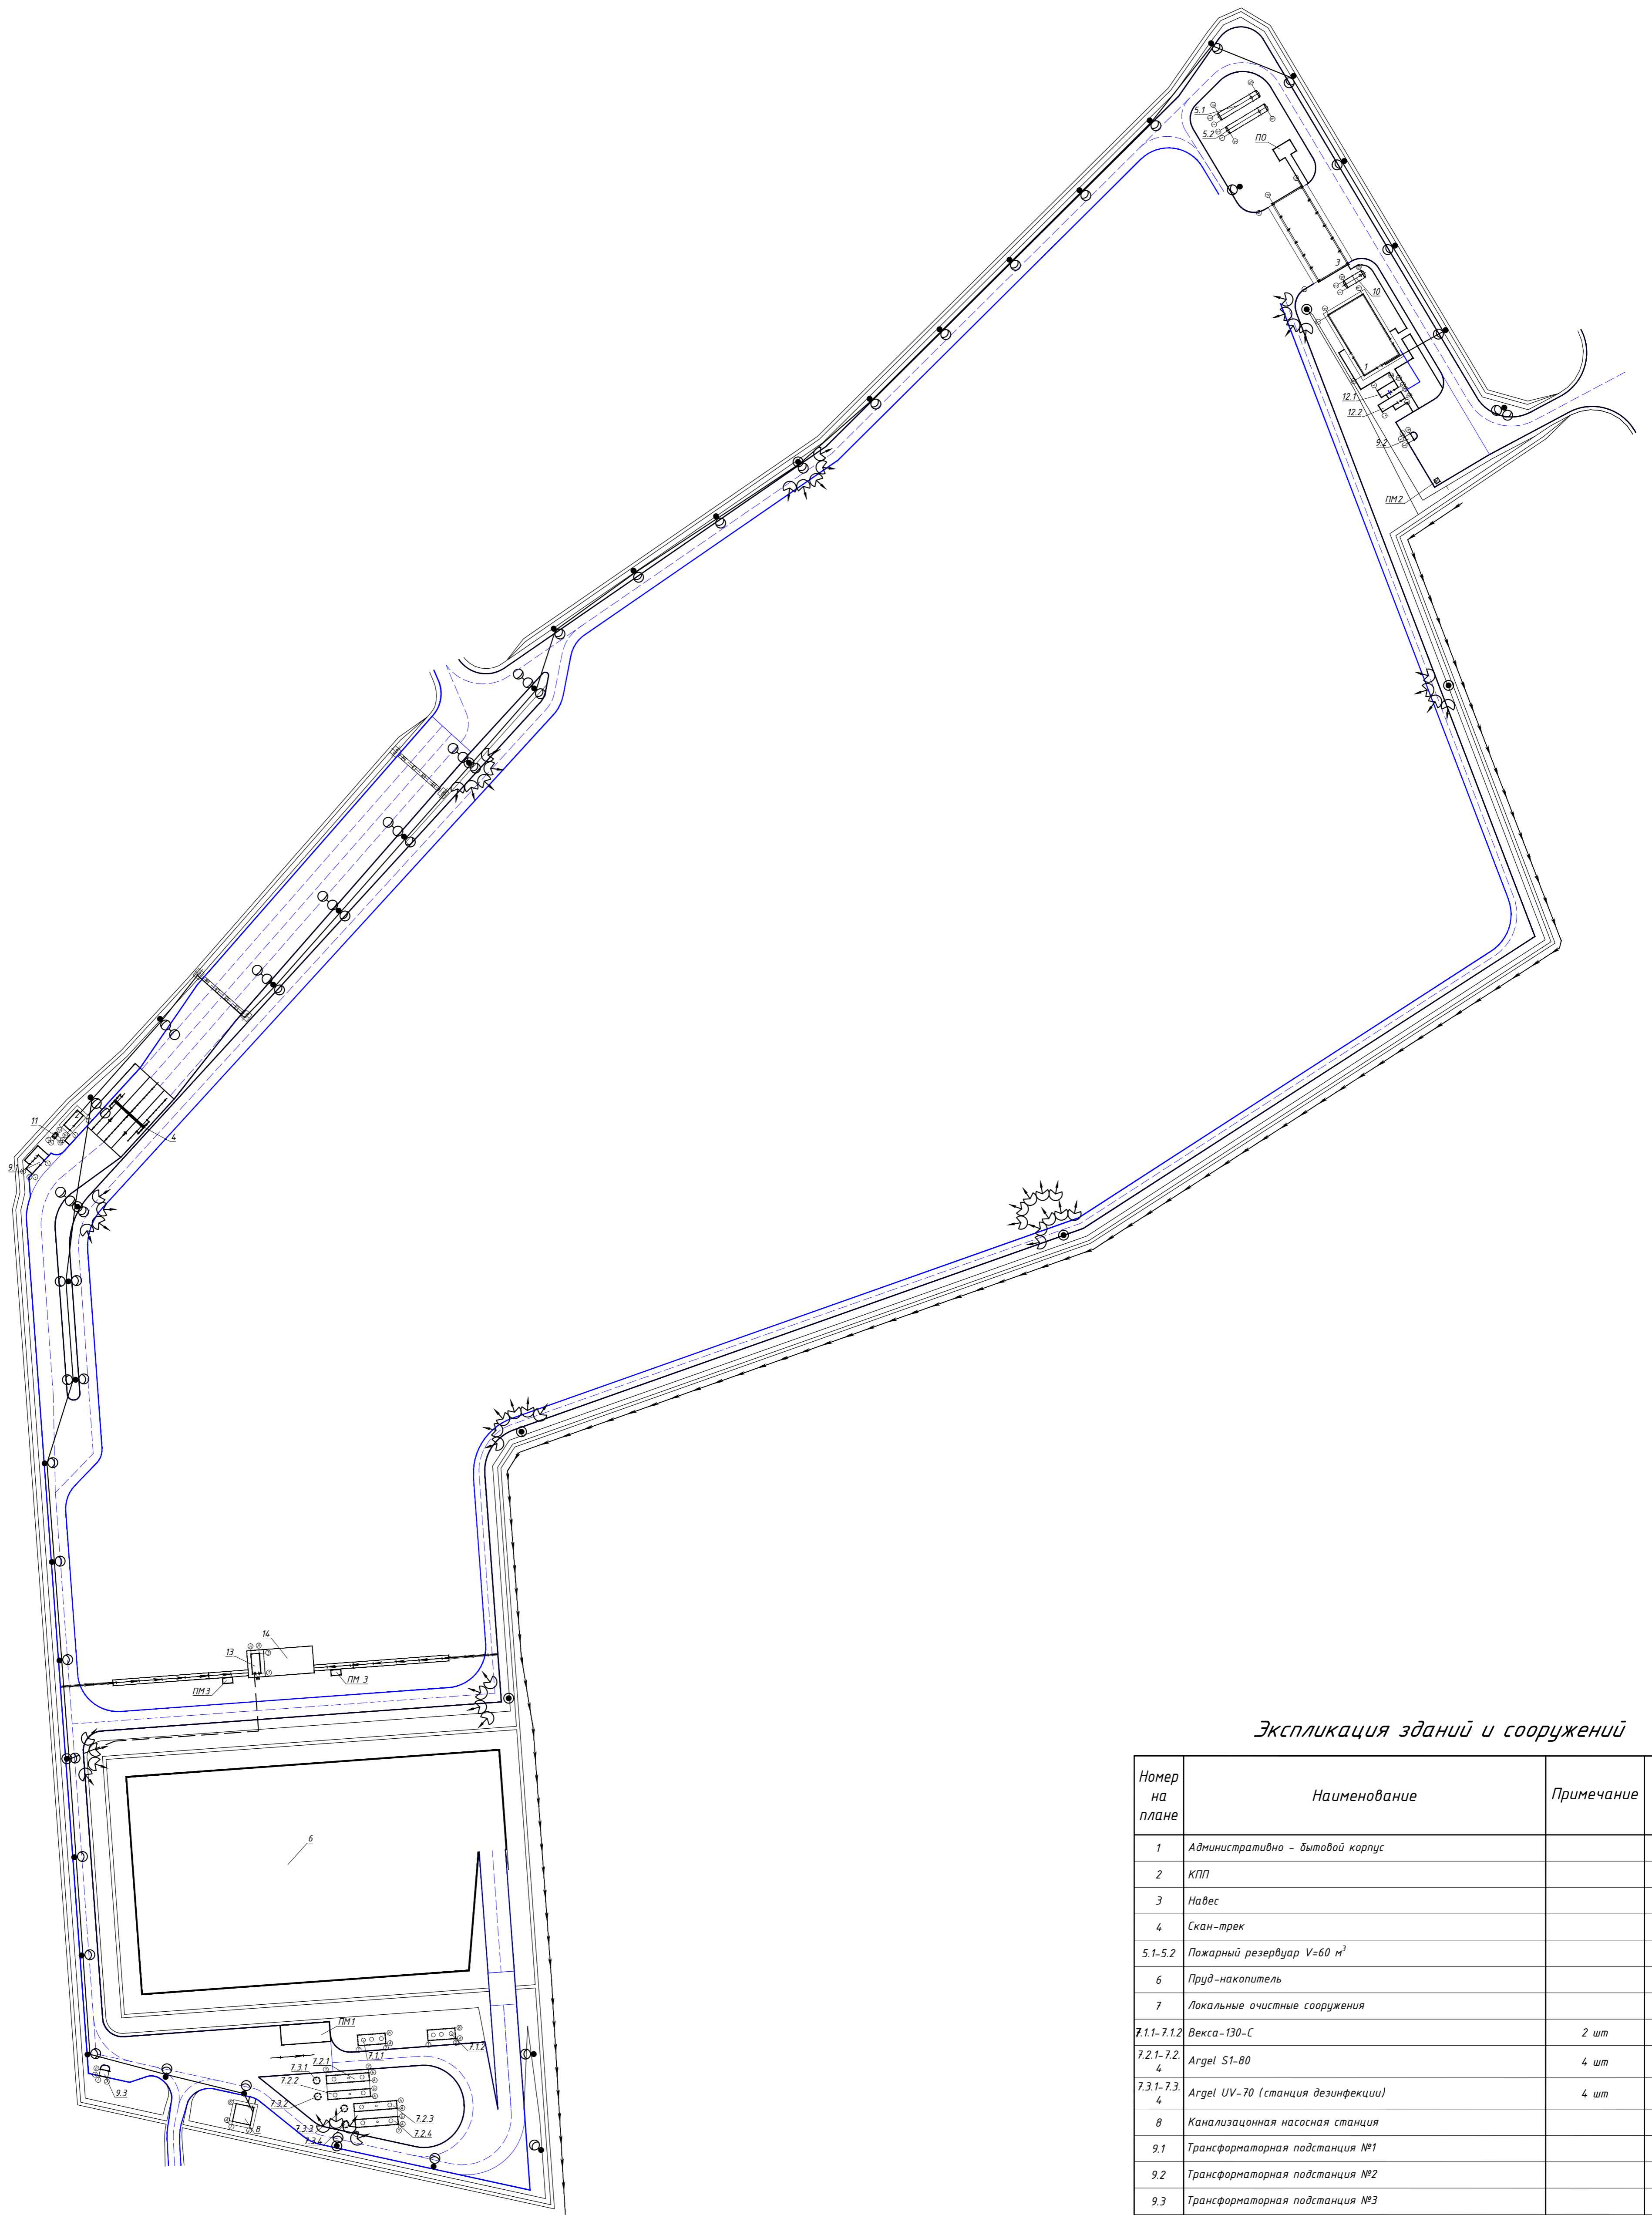 5.1
5.2
ПО
3
10
1
12.1
12.2
9.2
ПМ2
11
2
4
9.1
14
13
ПМ3
ПМ 3
6
ПМ1
7.1.1
7.1.2
7.2.1
7.3.1
7.2.2
7.3.2
7.2.3
7.3.3
7.2.4
7.3.4
9.3
8
Экспликация зданий и сооружений
Номер на плане
Наименование
Примечание
1 Административно - бытовой корпус
2 КПП
3 Навес
4 Скан-трек
5.1-5.2 Пожарный резервуар V=60 м³
6 Пруд-накопитель
7 Локальные очистные сооружения
7.1.1-7.1.2 Векса-130-С 2 шт
7.2.1-7.2.4 Argel S1-80 4 шт
7.3.1-7.3.4 Argel UV-70 (станция дезинфекции) 4 шт
8 Канализацонная насосная станция
9.1 Трансформаторная подстанция №1
9.2 Трансформаторная подстанция №2
9.3 Трансформаторная подстанция №3